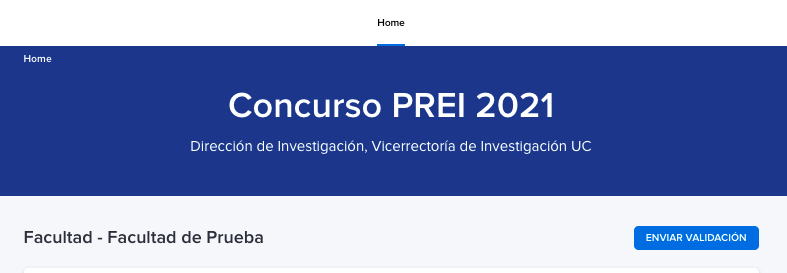 Home
Home
Concurso PREI 2021
Dirección de Investigación, Vicerrectoría de Investigación UC
Facultad - Facultad de Prueba
ENVIAR VALIDACIÓN